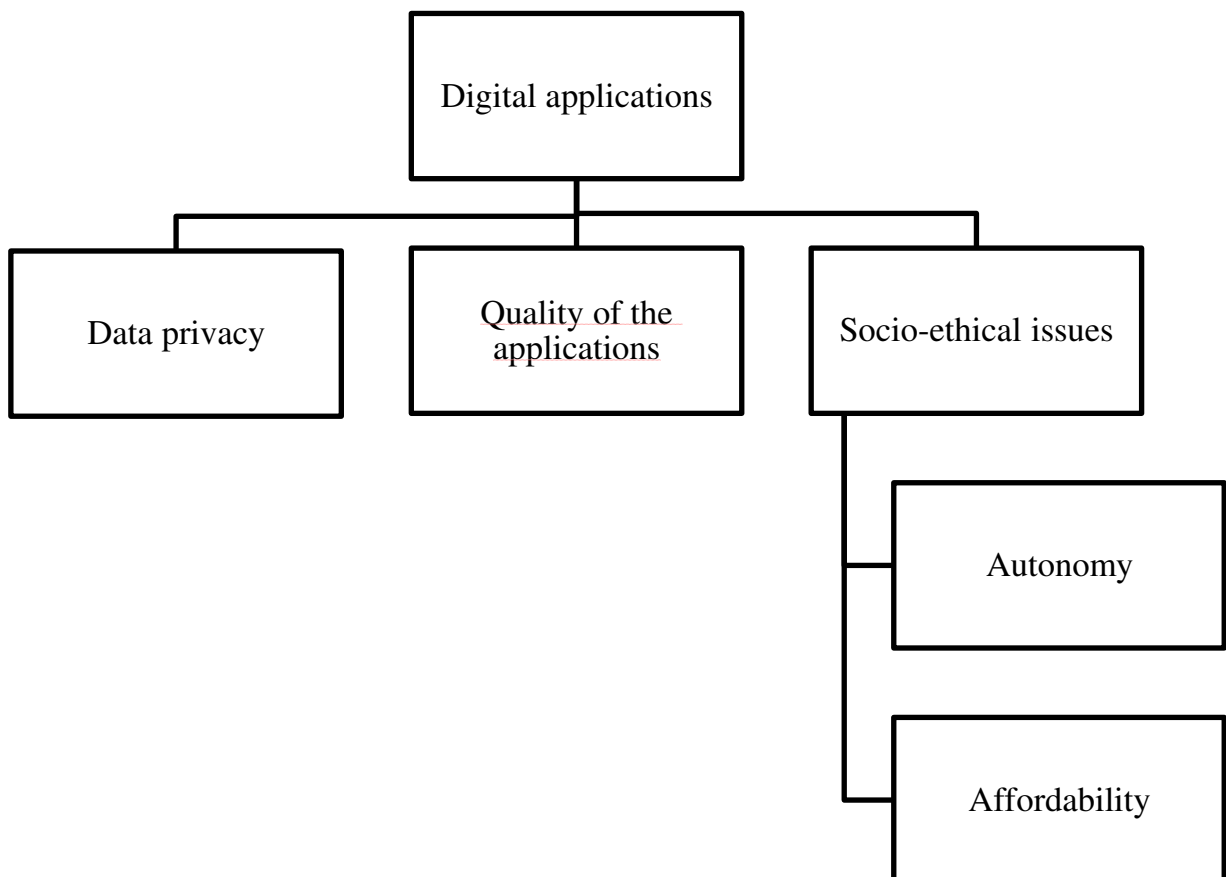 Digital applications
Data privacy
Quality of the
applications
Socio-ethical issues
Autonomy
Affordability